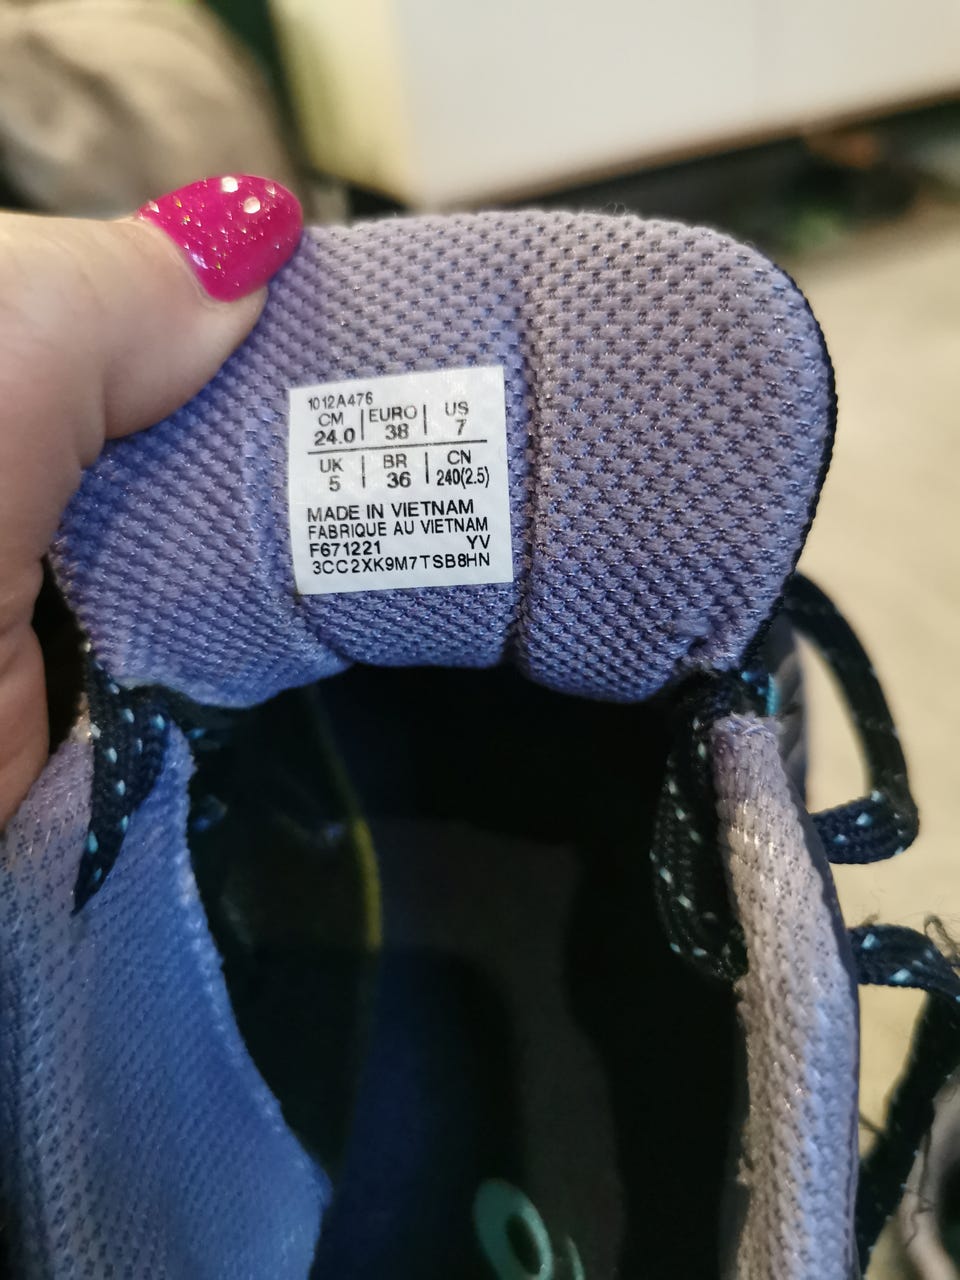 1012A476
CM | EURO | US
24.0 | 38 | 7
UK | BR | CN
5 | 36 | 240(2.5)
MADE IN VIETNAM
FABRIQUE AU VIETNAM
F671221 YV
3CC2XK9M7TSB8HN